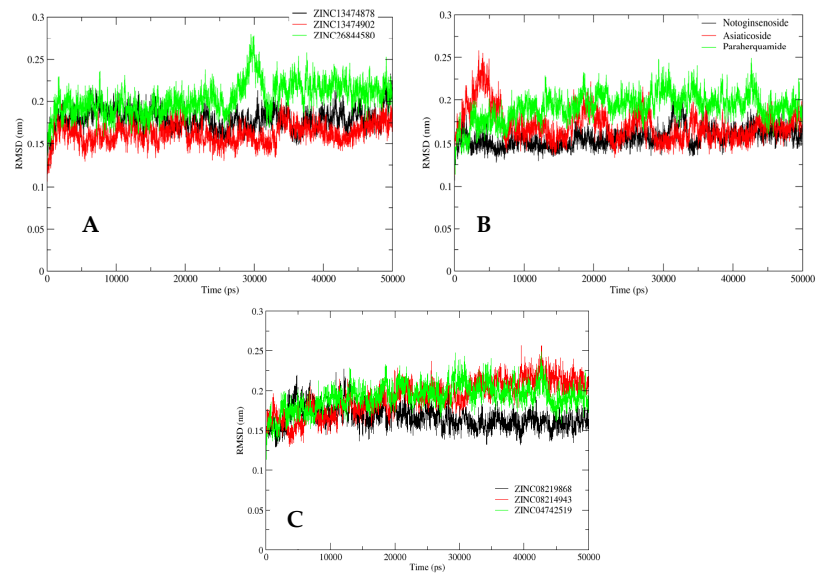 ZINC13474878
ZINC13474902
ZINC26844580
0.3
0.25
0.2
0.15
0.1
0.05
0
RMSD (nm)
A
0 10000 20000 30000 40000 50000
Time (ps)
Notoginsenoside
Asiaticoside
Paraherquamide
0.3
0.25
0.2
0.15
0.1
0.05
0
RMSD (nm)
B
0 10000 20000 30000 40000 50000
Time (ps)
0.3
0.25
0.2
0.15
0.1
0.05
0
RMSD (nm)
ZINC08219868
ZINC08214943
ZINC04742519
C
0 10000 20000 30000 40000 50000
Time (ps)